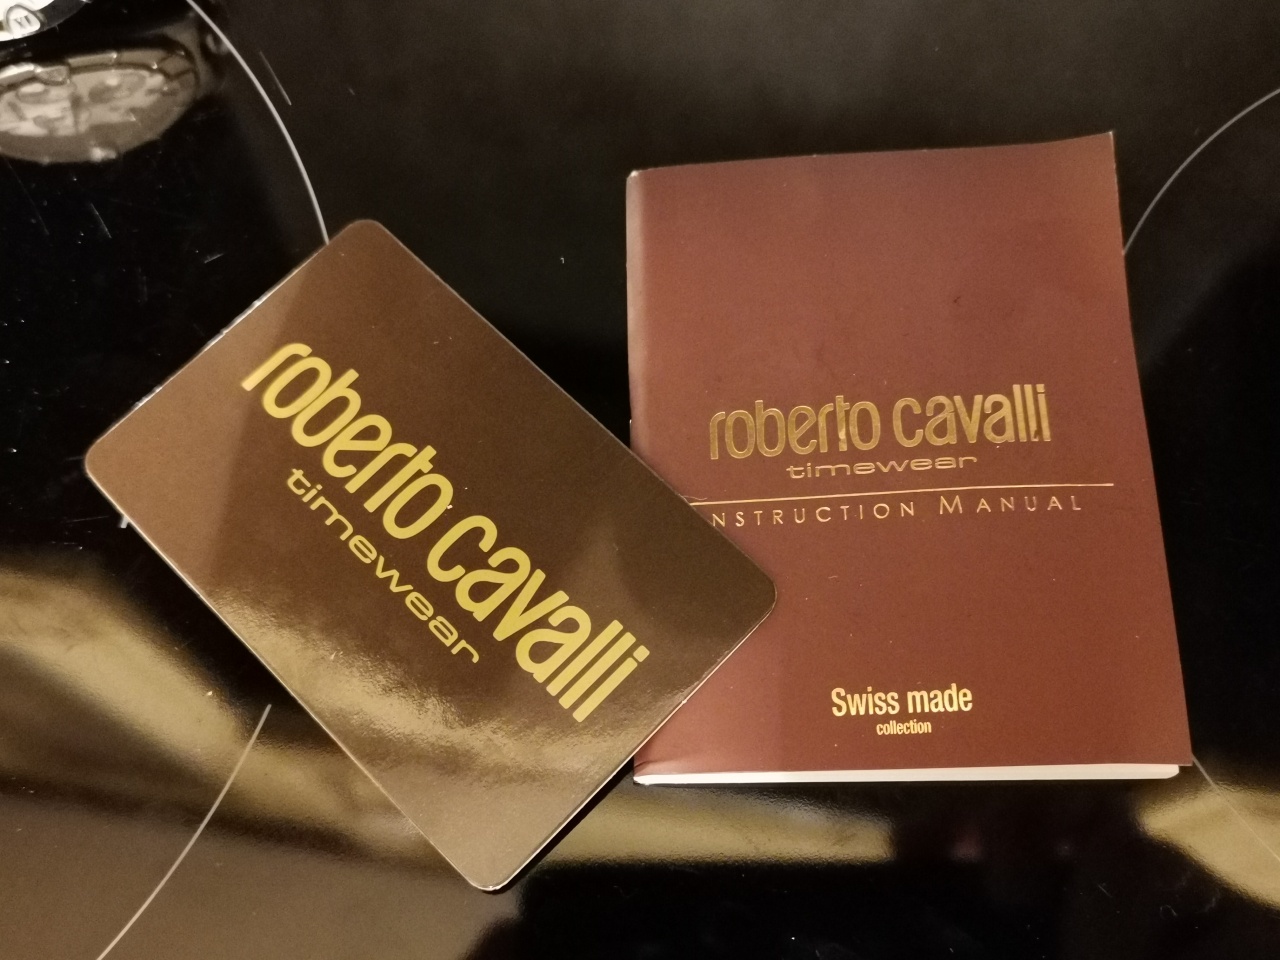 roberto cavalli
timewear
roberto cavalli
timewear
NSTRUCTION MANUAL
Swiss made
collection